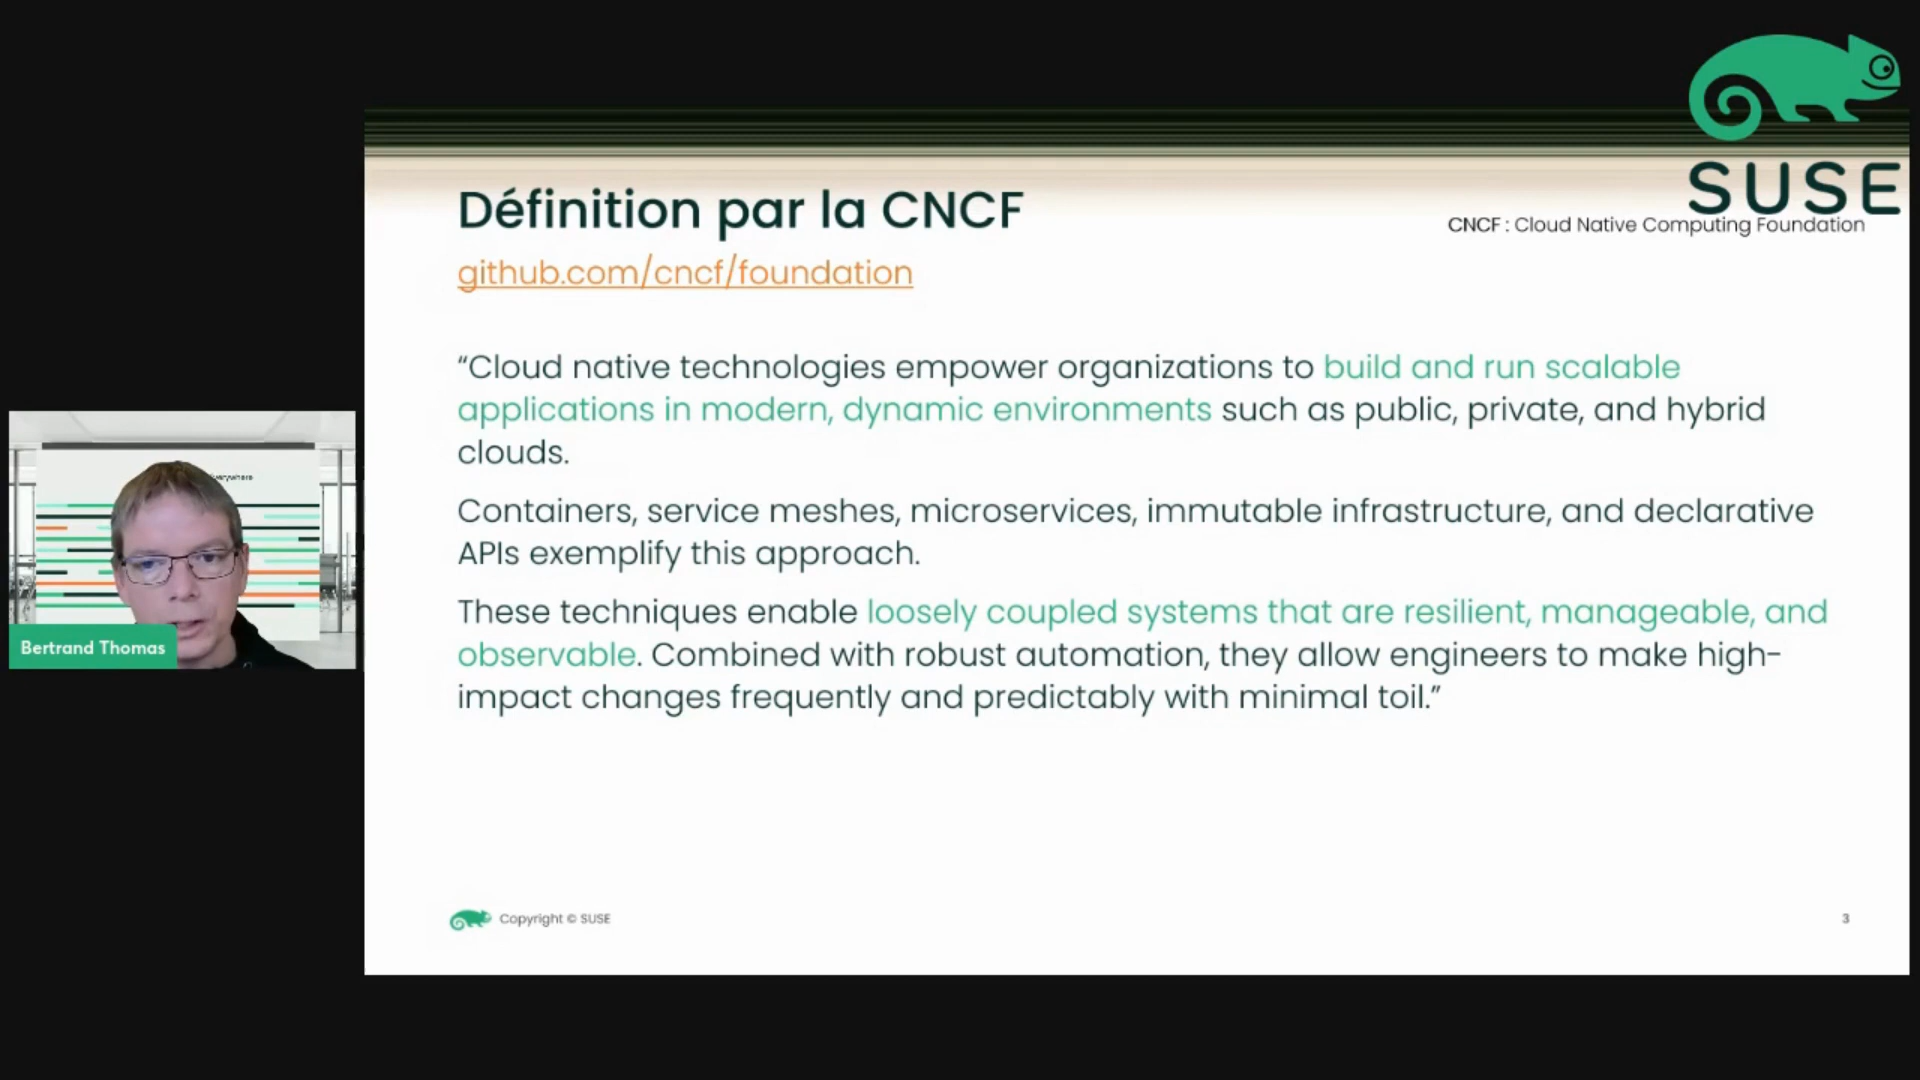 SUSE
Définition par la CNCF
CNCF : Cloud Native Computing Foundation
github.com/cncf/foundation
“Cloud native technologies empower organizations to build and run scalable
applications in modern, dynamic environments such as public, private, and hybrid
clouds.
Containers, service meshes, microservices, immutable infrastructure, and declarative
APIs exemplify this approach.
These techniques enable loosely coupled systems that are resilient, manageable, and
observable. Combined with robust automation, they allow engineers to make high-
impact changes frequently and predictably with minimal toil.”
Bertrand Thomas
Copyright © SUSE
3